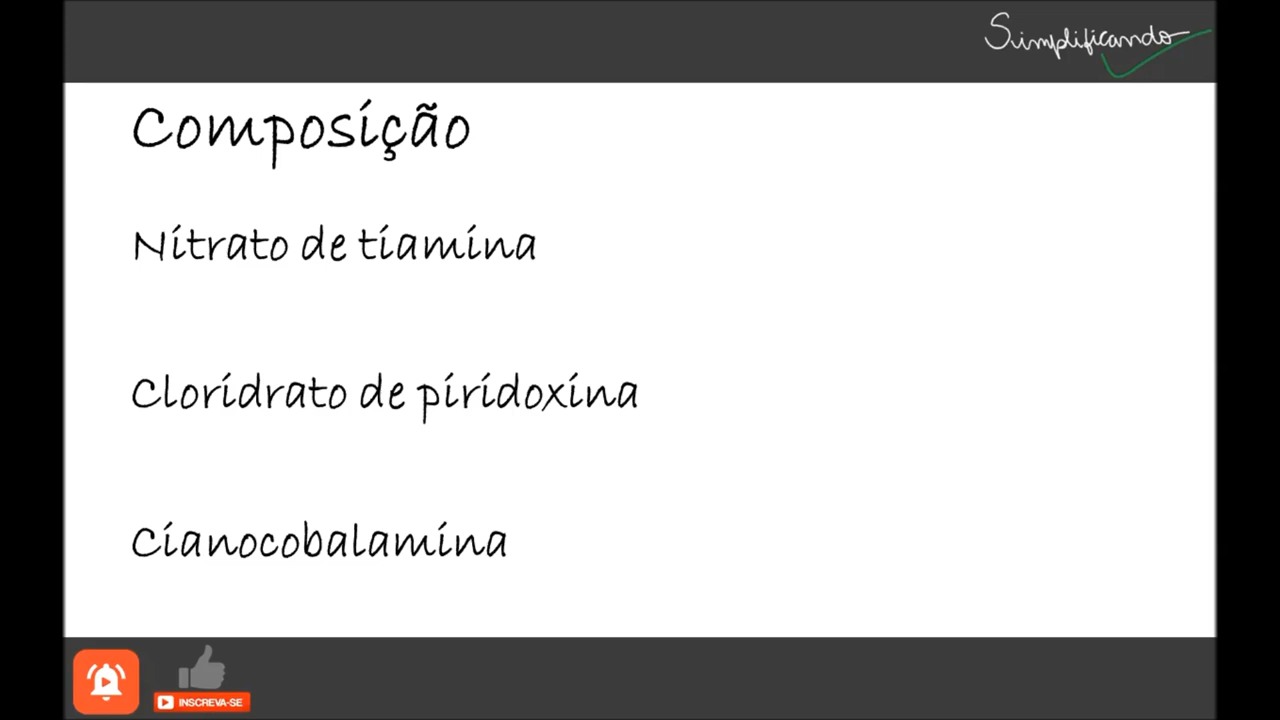 Simplificando
Composição
Nitrato de tiamina
Cloridrato de piridoxina
Cianocobalamina
INSCREVA-SE